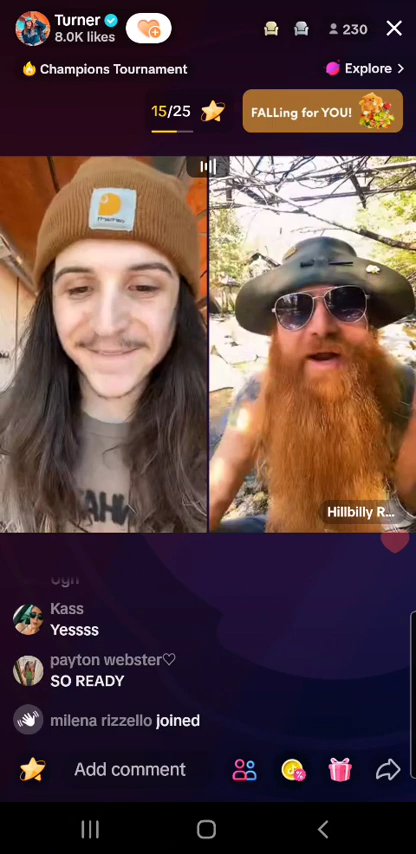 Turner
8.0K likes
230
Champions Tournament
Explore >
15/25
FALLing for YOU!
Hillbilly R...
Ugh
Kass
Yessss
payton webster♡
SO READY
milena rizzello joined
Add comment